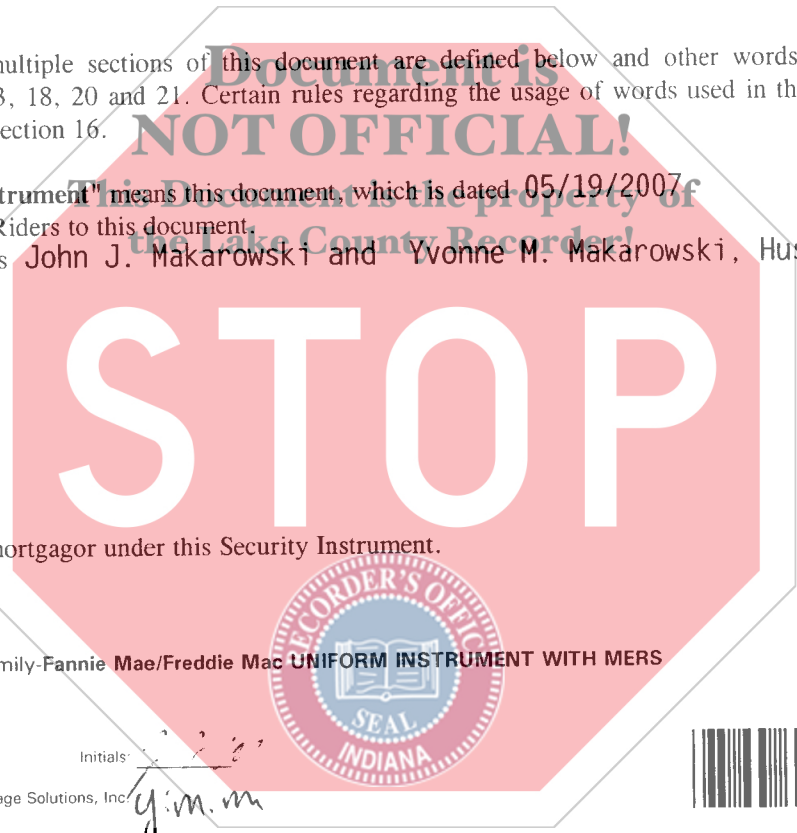 multiple sections of this document are defined below and other words
Document is
3, 18, 20 and 21. Certain rules regarding the usage of words used in th
ection 16.
NOT OFFICIAL!
trument" means this document, which is dated 05/19/2007
This Document is the property of
Riders to this document.
the Lake County Recorder!
s John J. Makarowski and Yvonne M. Makarowski, Hus
STOP
nortgagor under this Security Instrument.
RECORDER'S OFFICE
mily-Fannie Mae/Freddie Mac UNIFORM INSTRUMENT WITH MERS
SEAL
INDIANA
Initials:
age Solutions, Inc. y.m.m